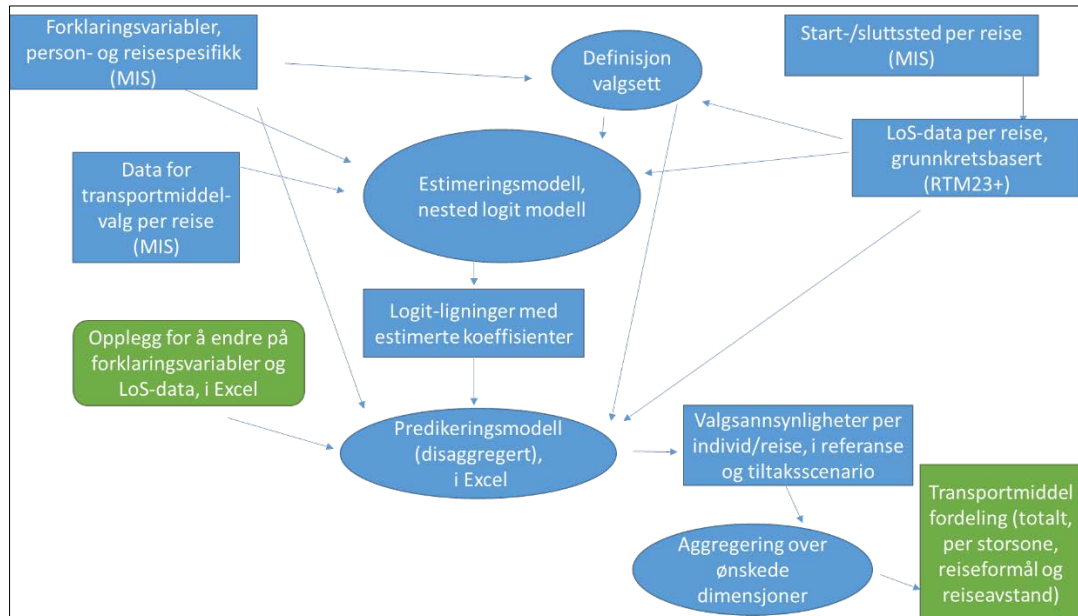 Forklaringsvariabler,
person- og reisespesifikk
(MIS)
Definisjon
valgsett
Start-/sluttssted per reise
(MIS)
LoS-data per reise,
grunnkretsbasert
(RTM23+)
Data for
transportmiddel-
valg per reise
(MIS)
Estimeringsmodell,
nested logit modell
Logit-ligninger med
estimerte koeffisienter
Opplegg for å endre på
forklaringsvariabler og
LoS-data, i Excel
Predikeringsmodell
(disaggregert),
i Excel
Valgsannsynligheter per
individ/reise, i referanse
og tiltaksscenario
Aggregering over
ønskede
dimensjoner
Transportmiddel
fordeling (totalt,
per storsone,
reiseformål og
reiseavstand)